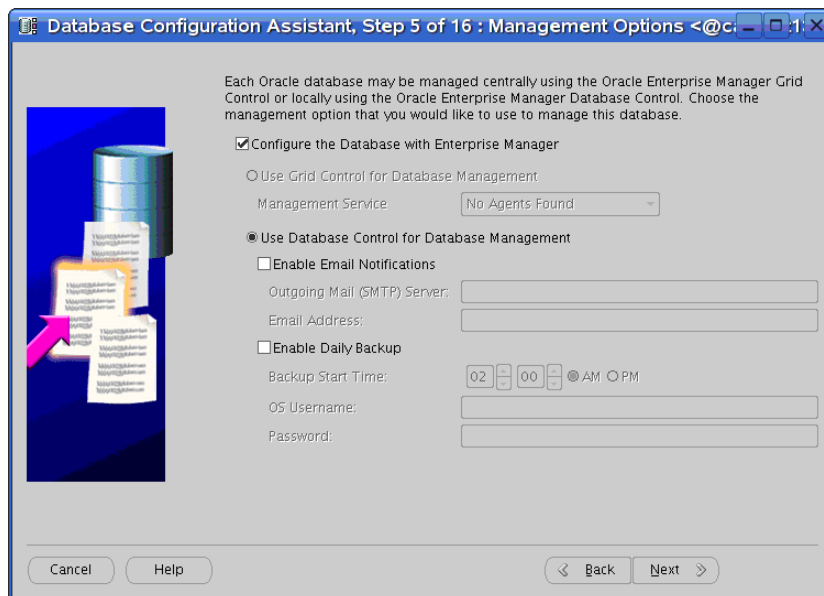 Database Configuration Assistant, Step 5 of 16 : Management Options <@c
Each Oracle database may be managed centrally using the Oracle Enterprise Manager Grid
Control or locally using the Oracle Enterprise Manager Database Control. Choose the
management option that you would like to use to manage this database.
Configure the Database with Enterprise Manager
Use Grid Control for Database Management
Management Service No Agents Found
Use Database Control for Database Management
Enable Email Notifications
Outgoing Mail (SMTP) Server:
Email Address:
Enable Daily Backup
Backup Start Time: 02 00 AM PM
OS Username:
Password:
Cancel Help Back Next